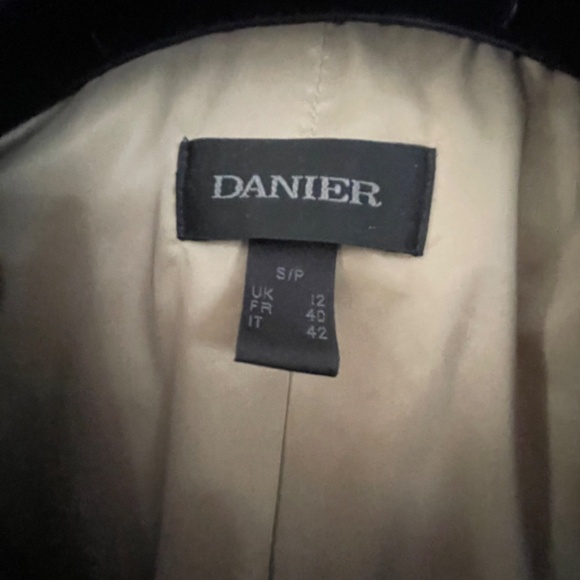 DANIER
S/P
UK 12
FR 40
IT 42